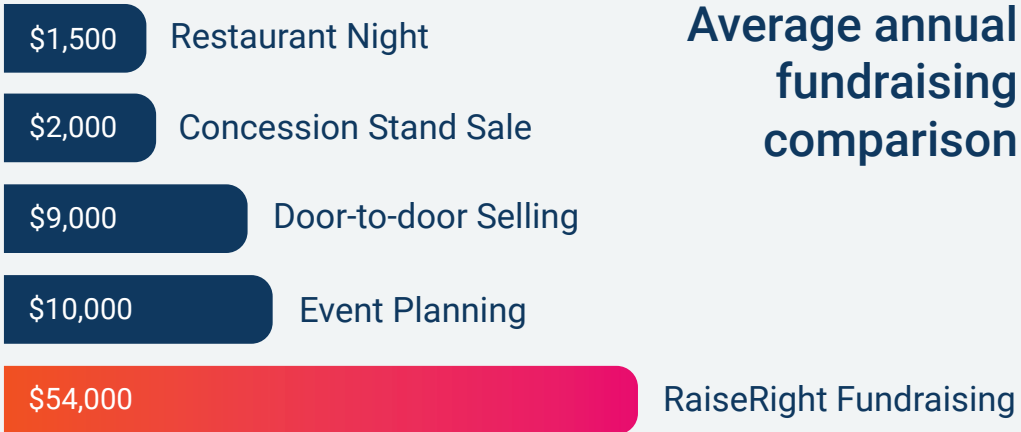 Average annual
fundraising
comparison
$1,500 Restaurant Night
$2,000 Concession Stand Sale
$9,000 Door-to-door Selling
$10,000 Event Planning
$54,000 RaiseRight Fundraising